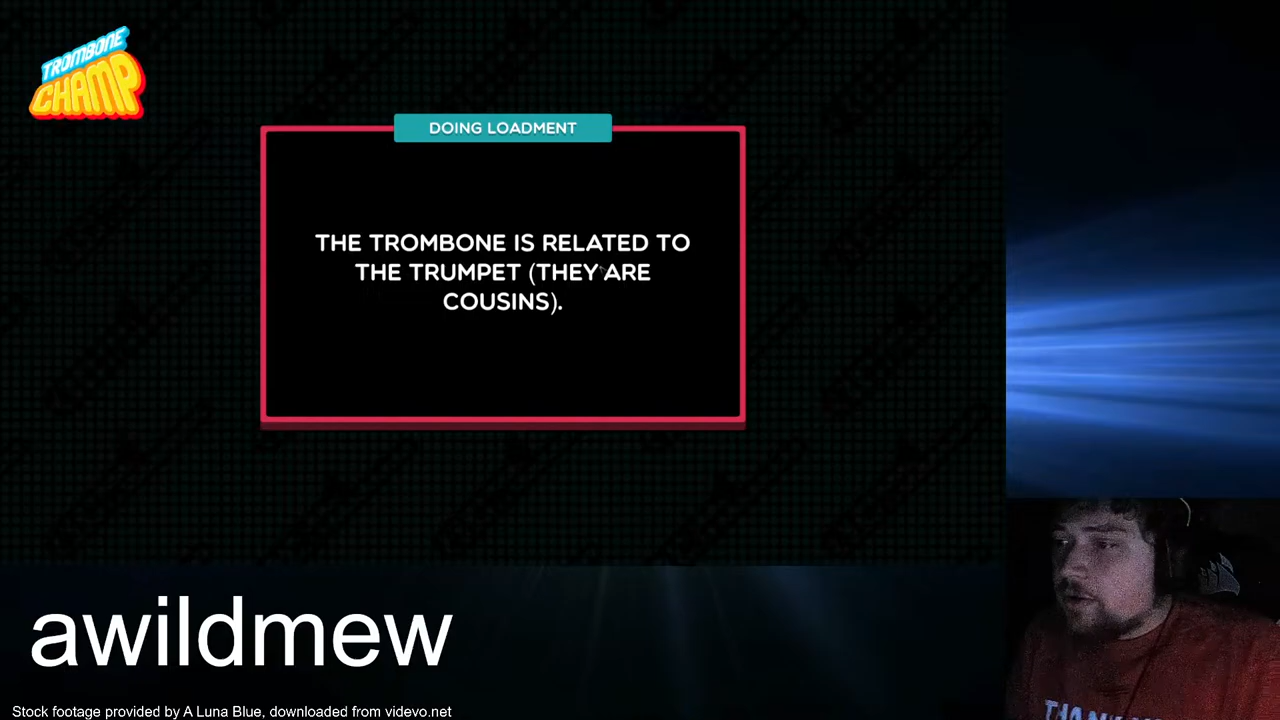 TROMBONE
CHAMP
DOING LOADMENT
THE TROMBONE IS RELATED TO
THE TRUMPET (THEY ARE
COUSINS).
awildmew
Stock footage provided by A Luna Blue, downloaded from videvo.net